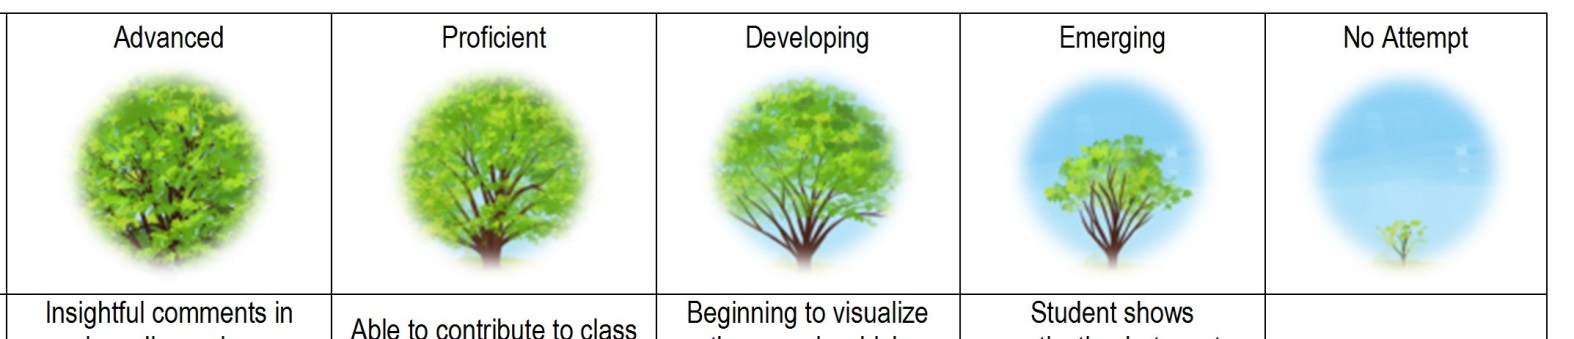 Advanced
Proficient
Developing
Emerging
No Attempt
Insightful comments in
Able to contribute to class
Beginning to visualize
Student shows